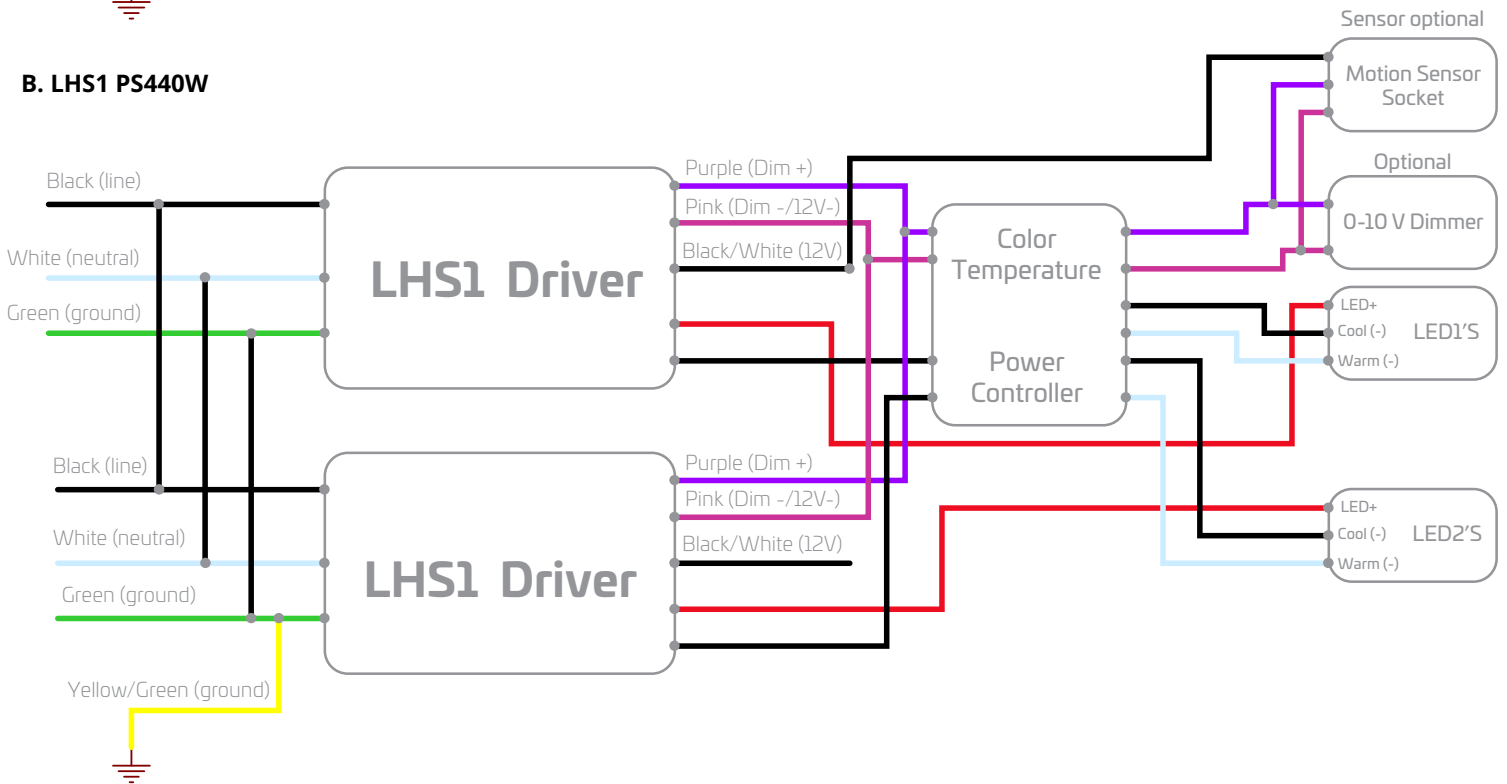 Sensor optional
B. LHS1 PS440W
Motion Sensor
Socket
Black (line)
White (neutral)
Green (ground)
LHS1 Driver
Purple (Dim +)
Pink (Dim -/12V-)
Black/White (12V)
Color
Temperature
Power
Controller
Optional
0-10 V Dimmer
LED+
Cool (-)
Warm (-)
LED1'S
Black (line)
White (neutral)
Green (ground)
Yellow/Green (ground)
LHS1 Driver
Purple (Dim +)
Pink (Dim -/12V-)
Black/White (12V)
LED+
Cool (-)
Warm (-)
LED2'S